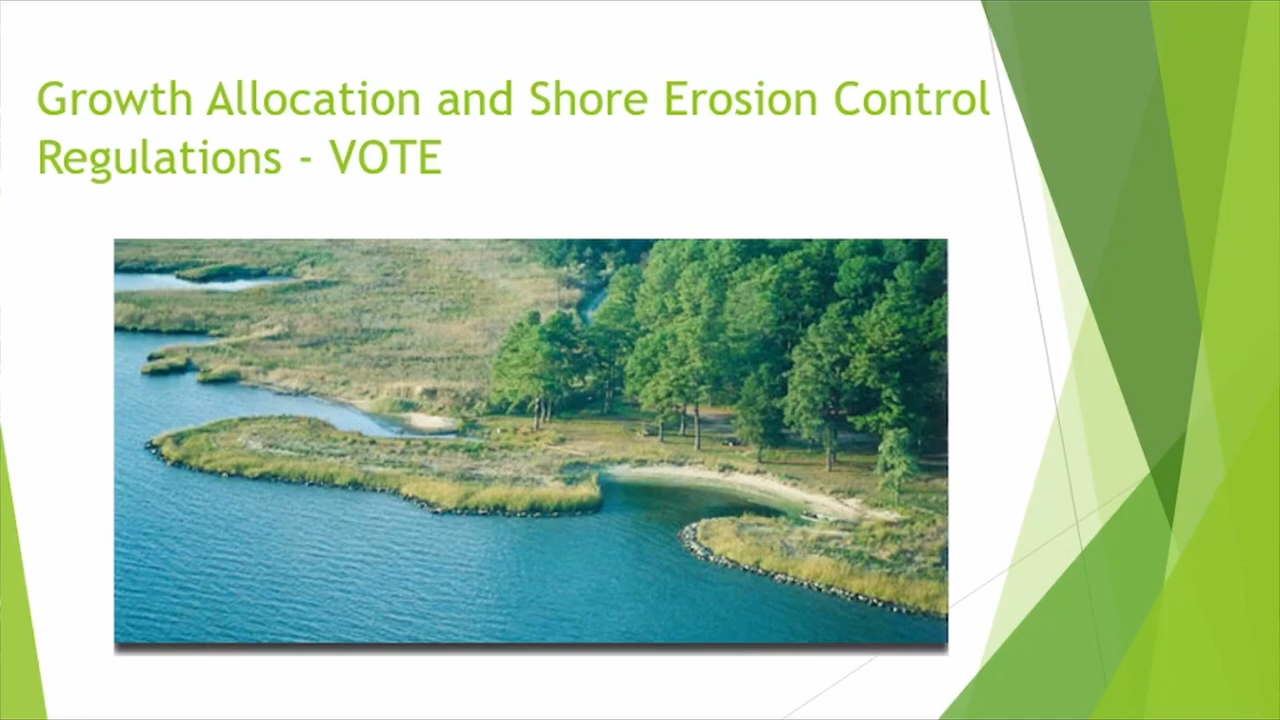 Growth Allocation and Shore Erosion Control
Regulations - VOTE